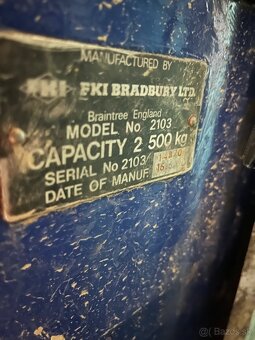 MANUFACTURED BY
FKI FKI BRADBURY LTD.
Braintree England
MODEL No. 2103
CAPACITY 2 500 kg
SERIAL No 2103/
DATE OF MANUF.
Bazos.sk